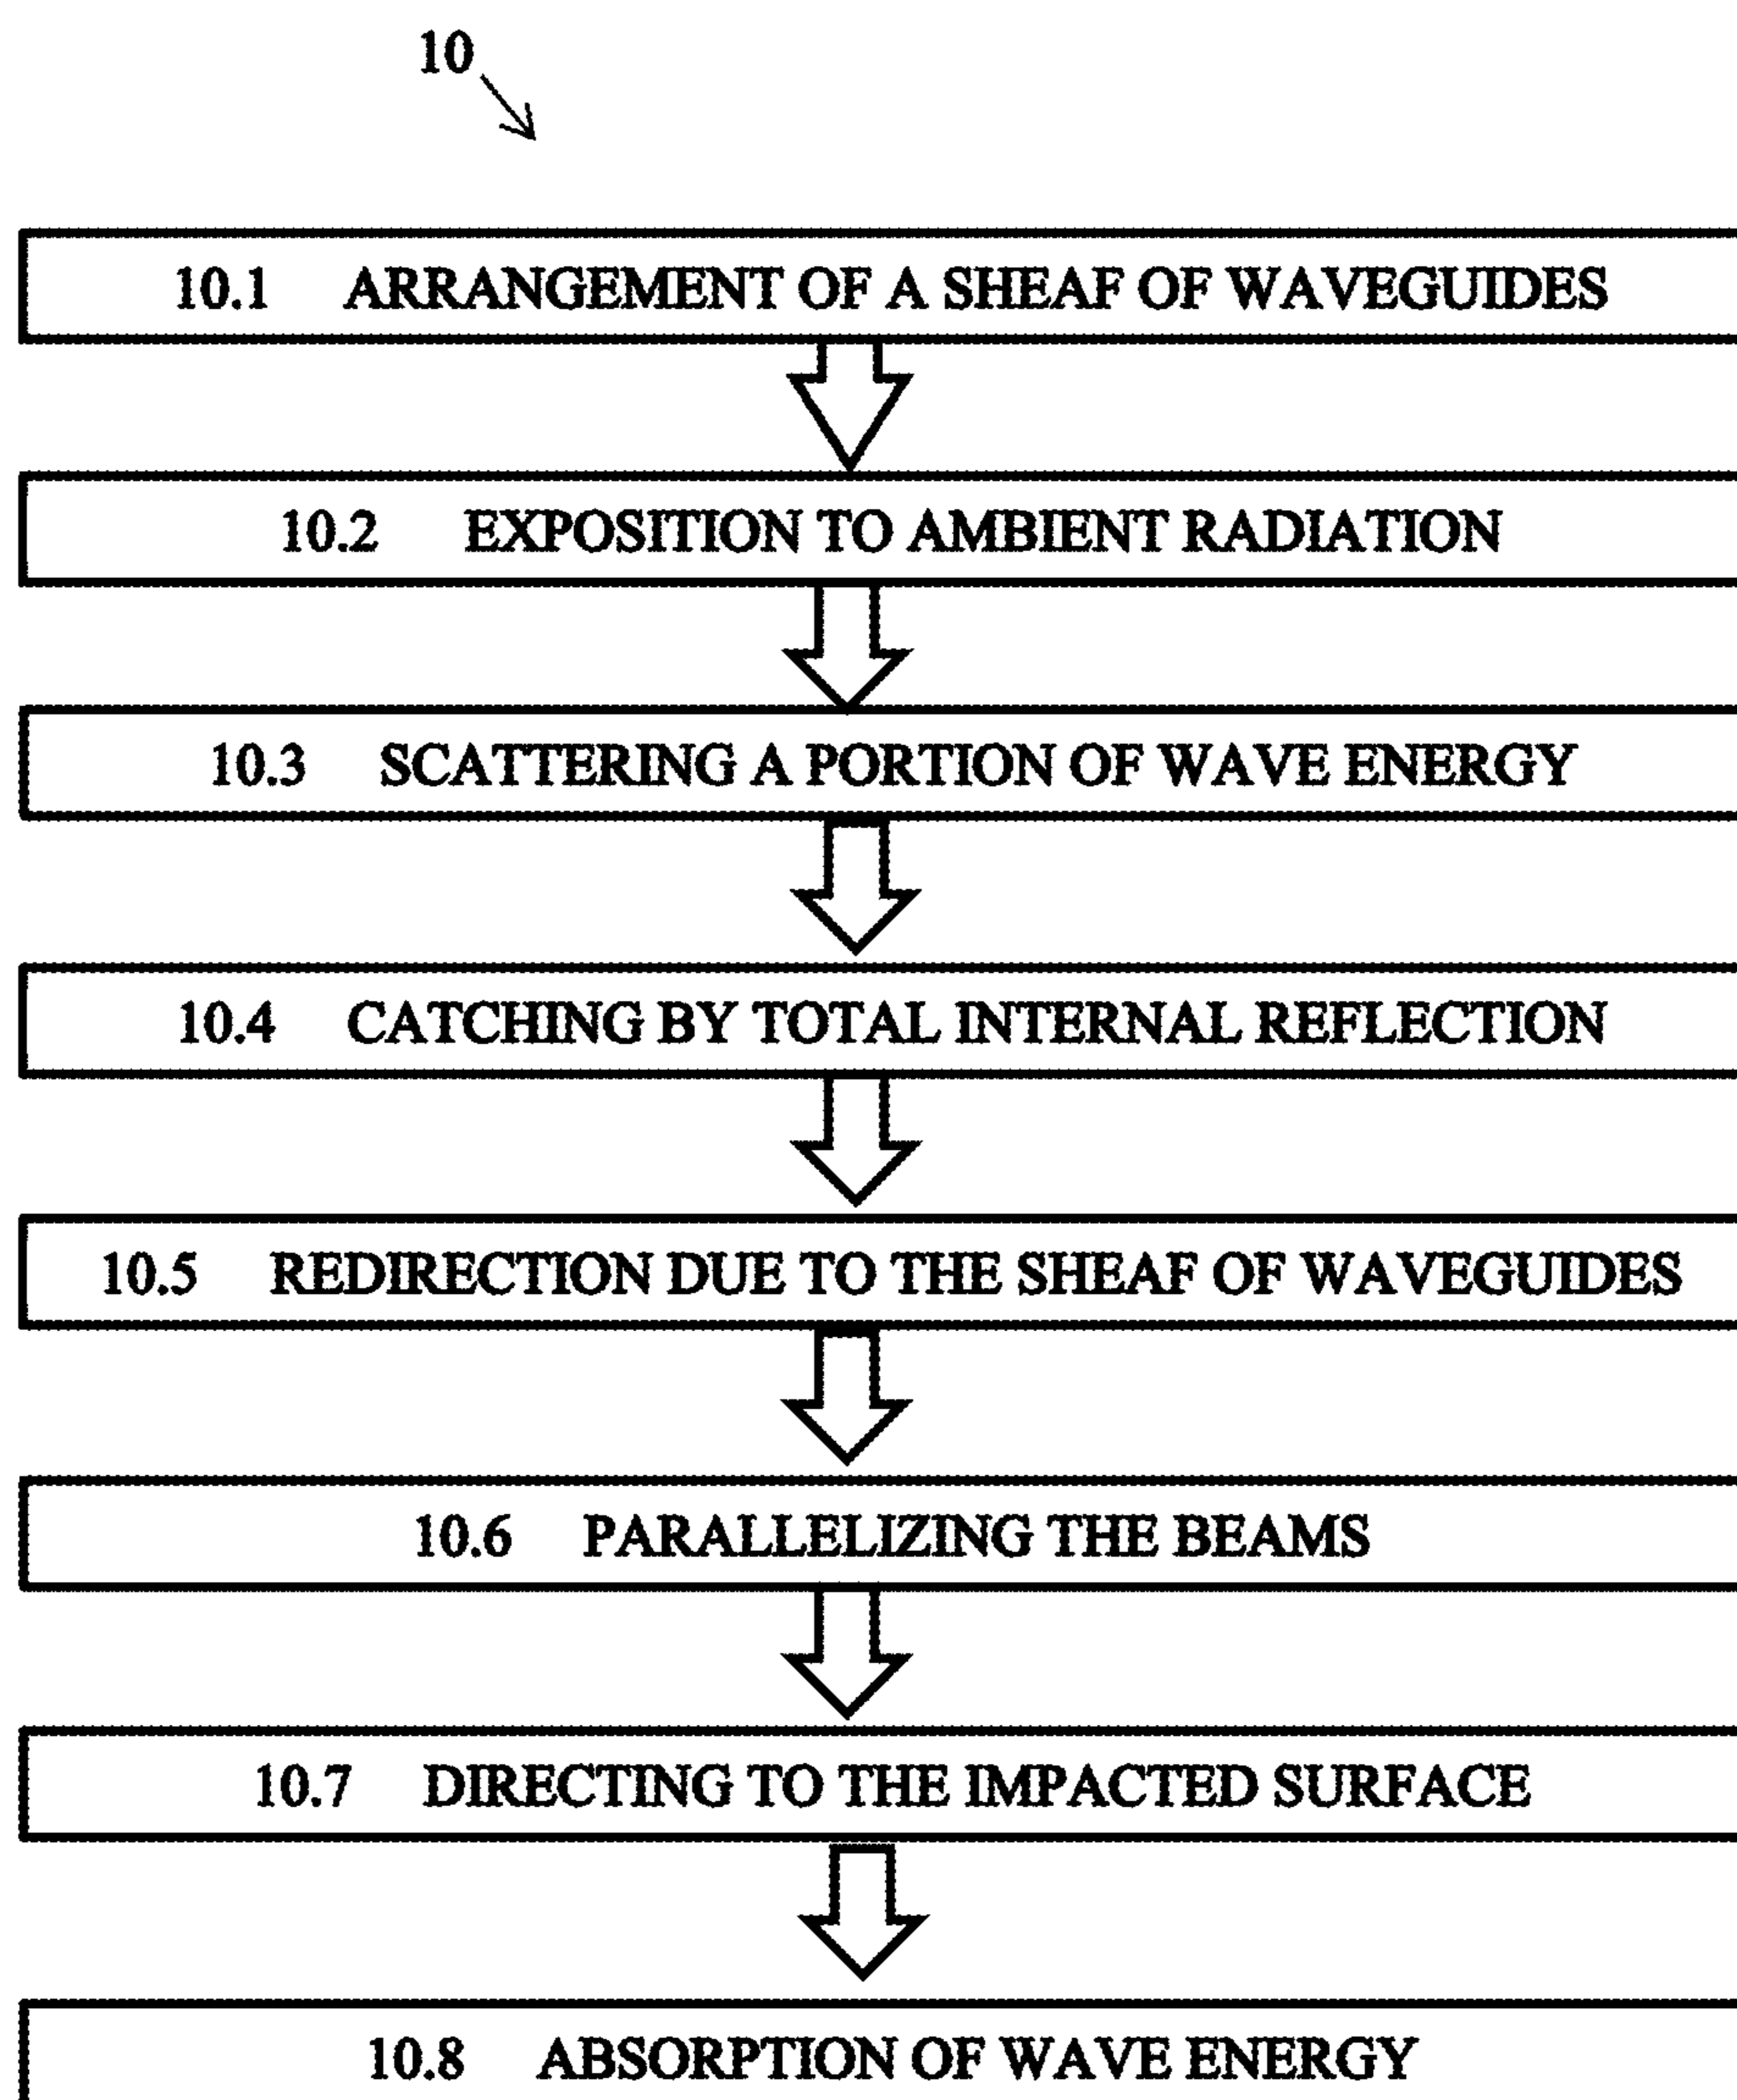 10
10.1 ARRANGEMENT OF A SHEAF OF WAVEGUIDES
10.2 EXPOSITION TO AMBIENT RADIATION
10.3 SCATTERING A PORTION OF WAVE ENERGY
10.4 CATCHING BY TOTAL INTERNAL REFLECTION
10.5 REDIRECTION DUE TO THE SHEAF OF WAVEGUIDES
10.6 PARALLELIZING THE BEAMS
10.7 DIRECTING TO THE IMPACTED SURFACE
10.8 ABSORPTION OF WAVE ENERGY